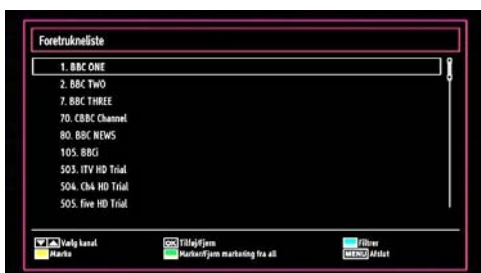 Foretrukneliste
1. BBC ONE
2. BBC TWO
7. BBC THREE
70. CBBC Channel
80. BBC NEWS
105. BBCi
503. ITV HD Trial
504. Ch4 HD Trial
505. five HD Trial
Vælg kanal OK Tilføj/Fjern Filtrer
Mærke Marker/Fjern markering fra all MENU Afslut